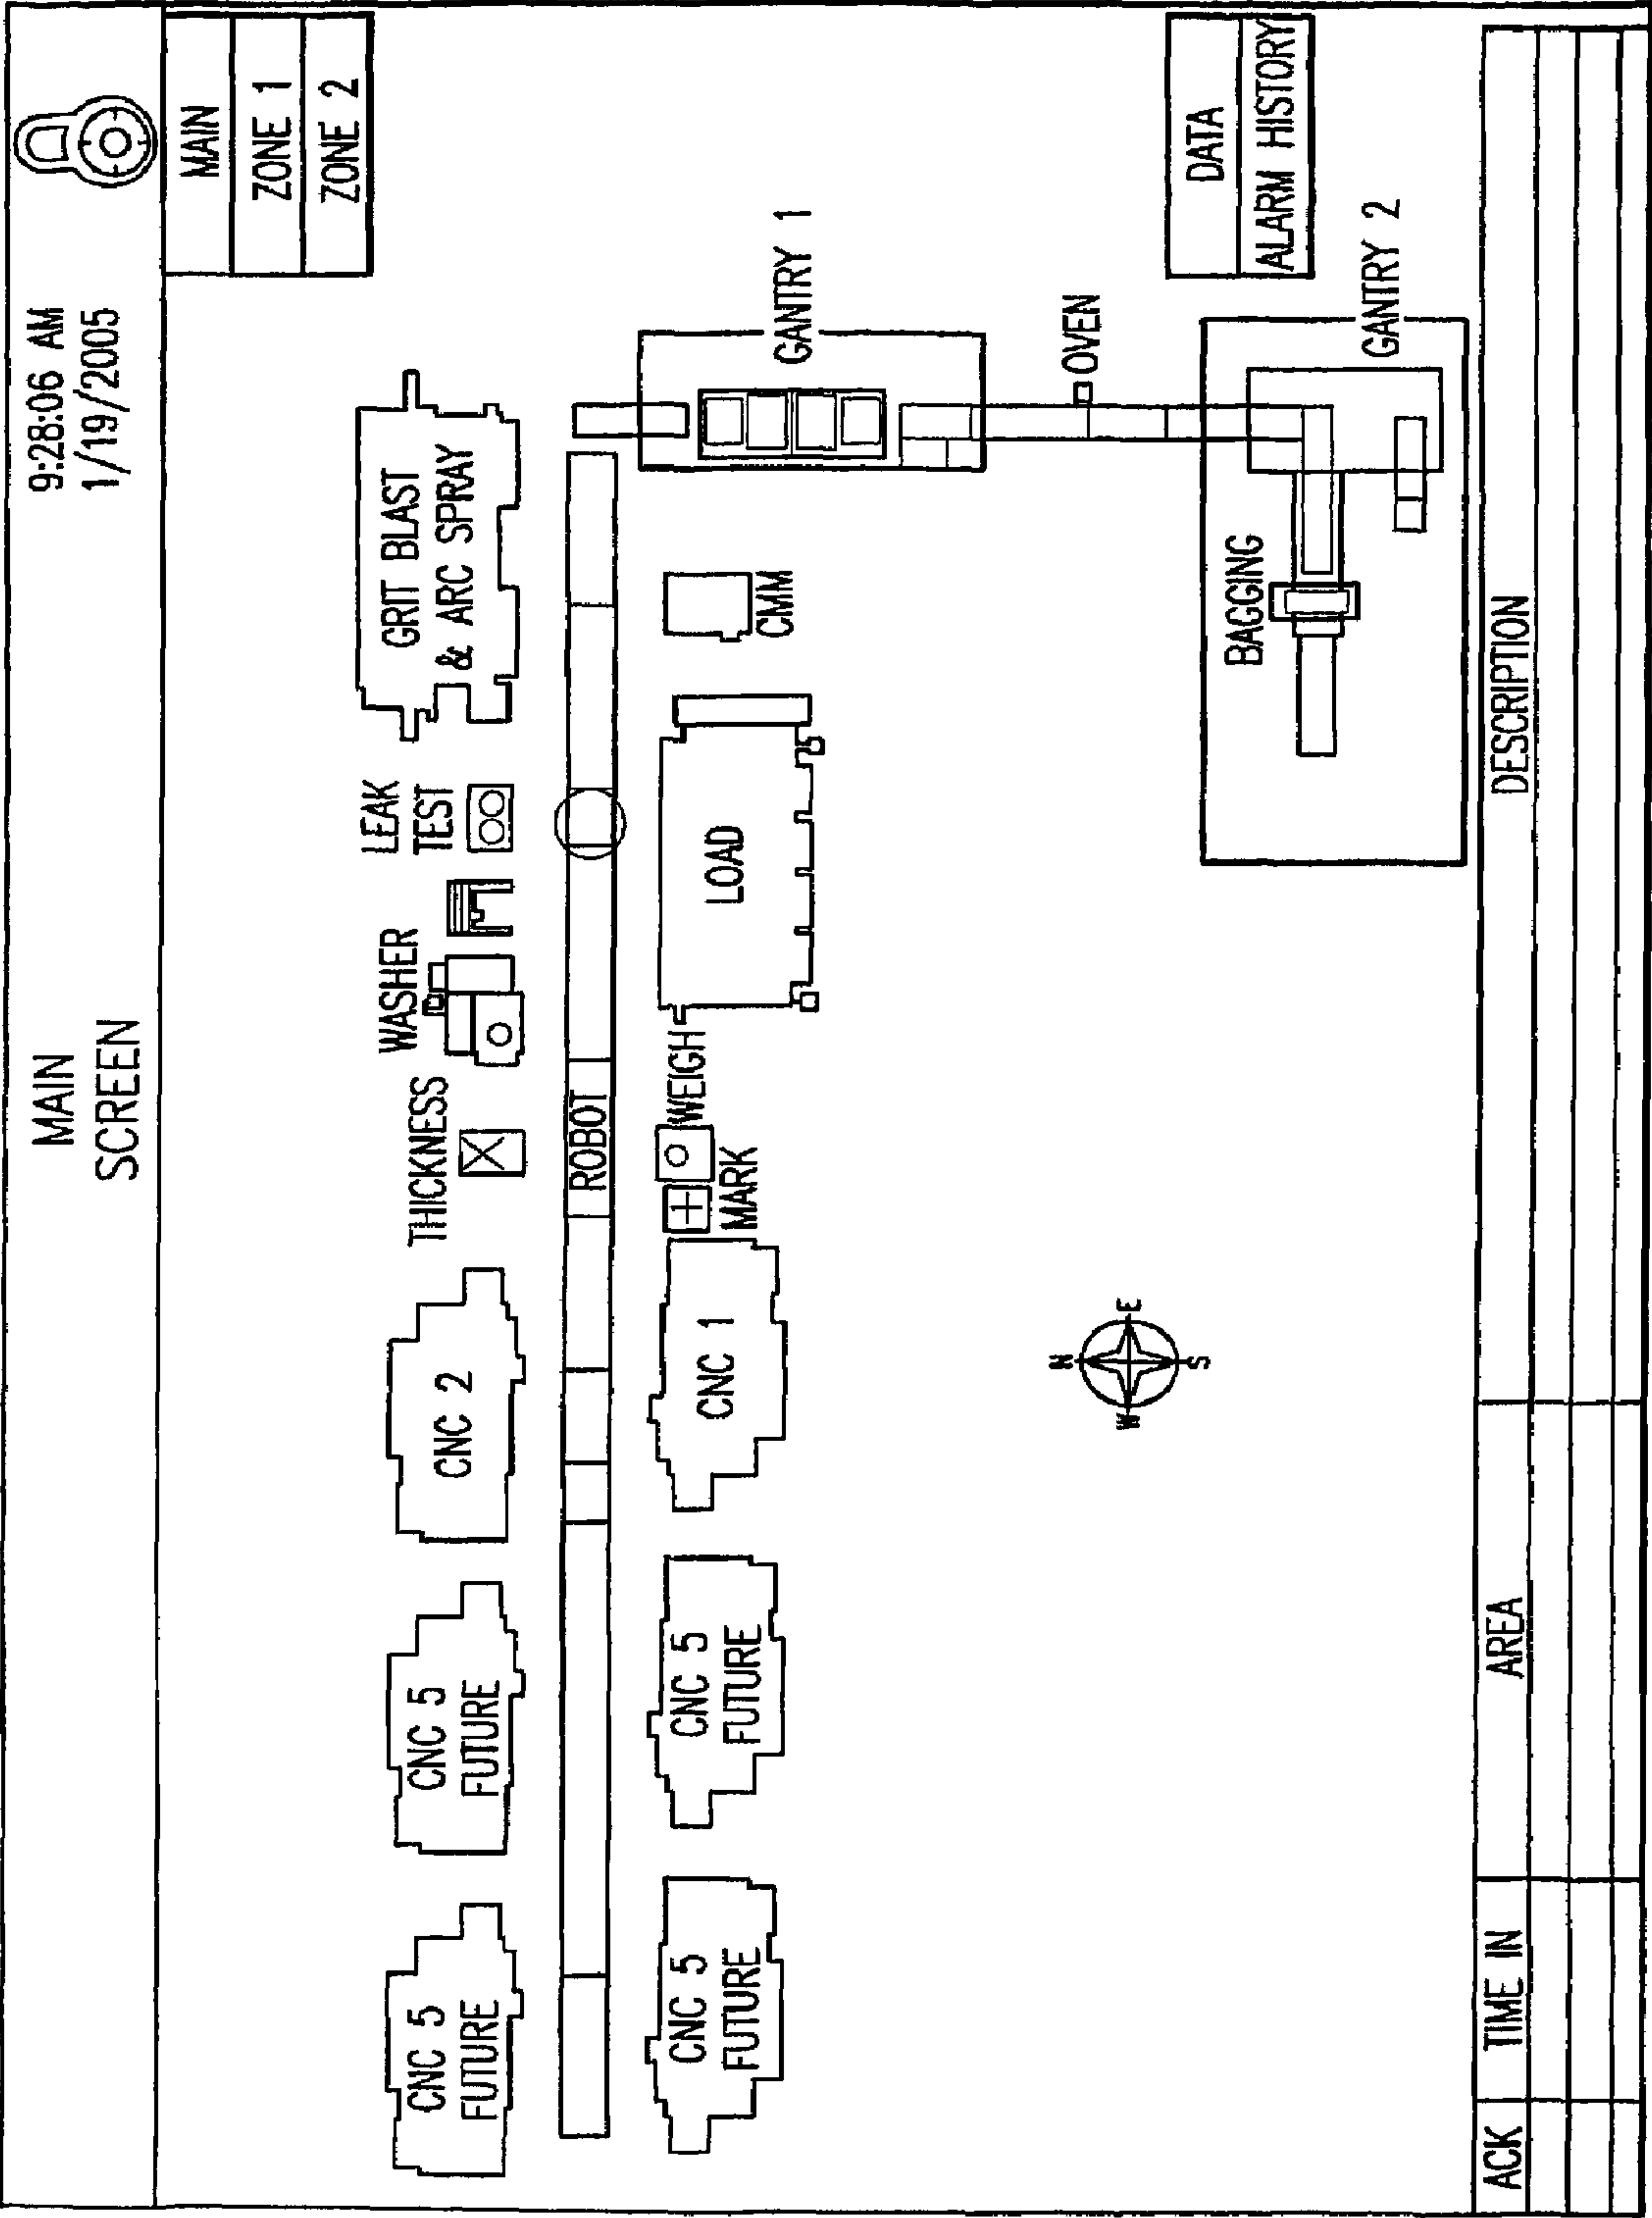 MAIN
SCREEN
9:28:06 AM
1/19/2005
MAIN
ZONE 1
ZONE 2
CNC 5
FUTURE
CNC 5
FUTURE
CNC 2
THICKNESS
WASHER
LEAK
TEST
GRIT BLAST
& ARC SPRAY
ROBOT
CNC 5
FUTURE
CNC 5
FUTURE
CNC 1
MARK
WEIGH
LOAD
CMM
GANTRY 1
OVEN
N
W
E
S
BAGGING
GANTRY 2
DATA
ALARM HISTORY
ACK
TIME IN
AREA
DESCRIPTION